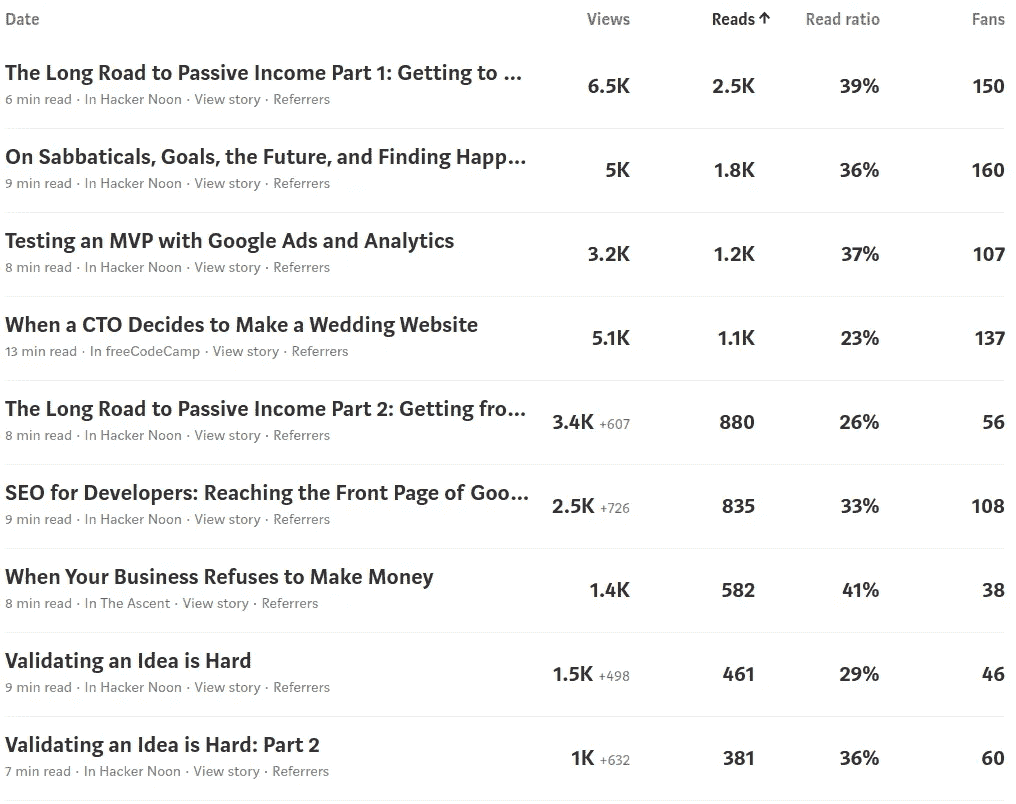 Date Views Reads ↑ Read ratio Fans
The Long Road to Passive Income Part 1: Getting to ... 6.5K 2.5K 39% 150
6 min read · In Hacker Noon · View story · Referrers
On Sabbaticals, Goals, the Future, and Finding Happ... 5K 1.8K 36% 160
9 min read · In Hacker Noon · View story · Referrers
Testing an MVP with Google Ads and Analytics 3.2K 1.2K 37% 107
8 min read · In Hacker Noon · View story · Referrers
When a CTO Decides to Make a Wedding Website 5.1K 1.1K 23% 137
13 min read · In freeCodeCamp · View story · Referrers
The Long Road to Passive Income Part 2: Getting fro... 3.4K +607 880 26% 56
8 min read · In Hacker Noon · View story · Referrers
SEO for Developers: Reaching the Front Page of Goo... 2.5K +726 835 33% 108
9 min read · In Hacker Noon · View story · Referrers
When Your Business Refuses to Make Money 1.4K 582 41% 38
8 min read · In The Ascent · View story · Referrers
Validating an Idea is Hard 1.5K +498 461 29% 46
9 min read · In Hacker Noon · View story · Referrers
Validating an Idea is Hard: Part 2 1K +632 381 36% 60
7 min read · In Hacker Noon · View story · Referrers